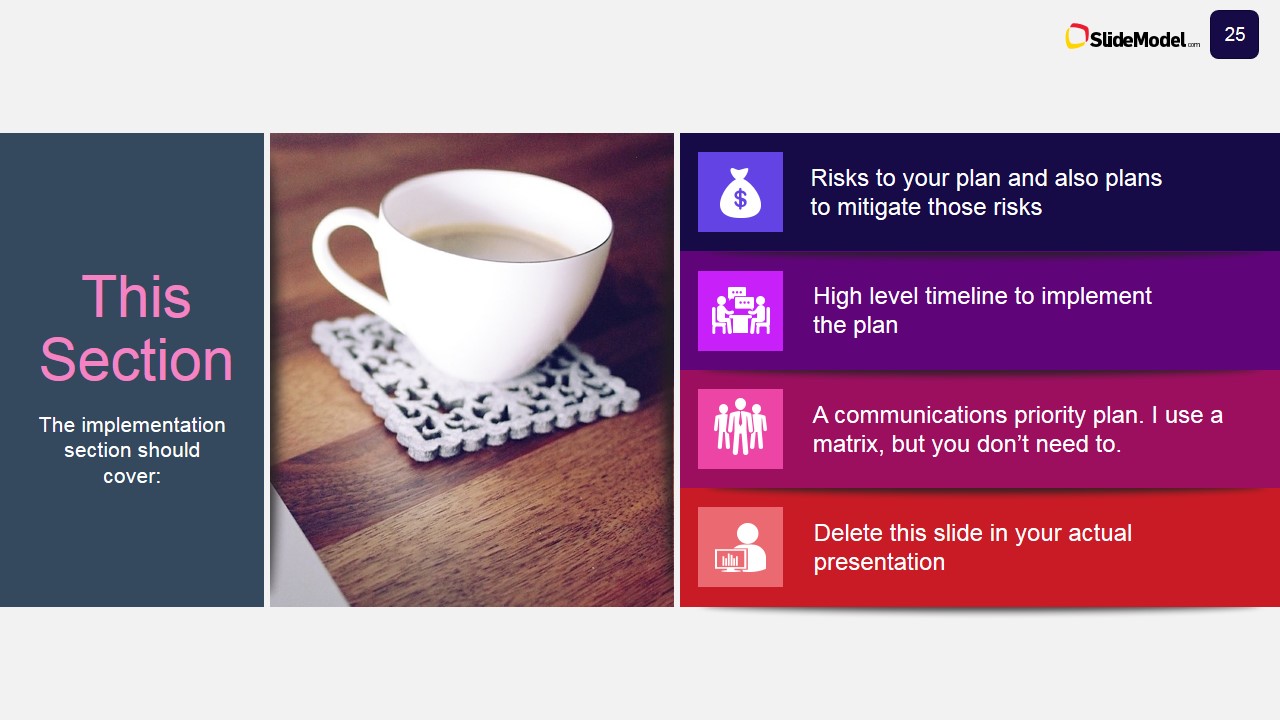 SlideModel.com
25
This
Section
The implementation
section should
cover:
$
Risks to your plan and also plans
to mitigate those risks
High level timeline to implement
the plan
A communications priority plan. I use a
matrix, but you don’t need to.
Delete this slide in your actual
presentation